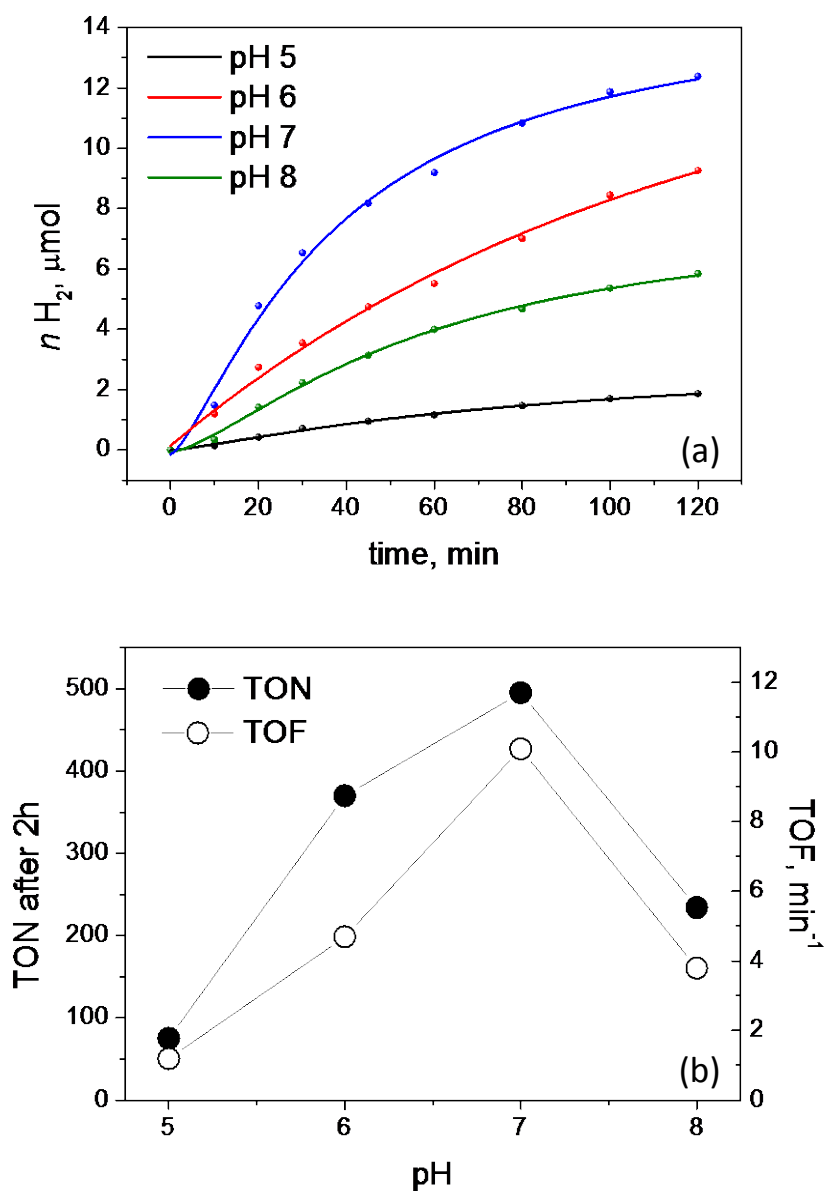 14
12
10
8
6
4
2
0
pH 5
pH 6
pH 7
pH 8
n H₂, μmol
(a)
0 20 40 60 80 100 120
time, min
500
400
300
200
100
0
TON after 2h
TON
TOF
12
10
8
6
4
2
0
TOF, min⁻¹
(b)
5 6 7 8
pH